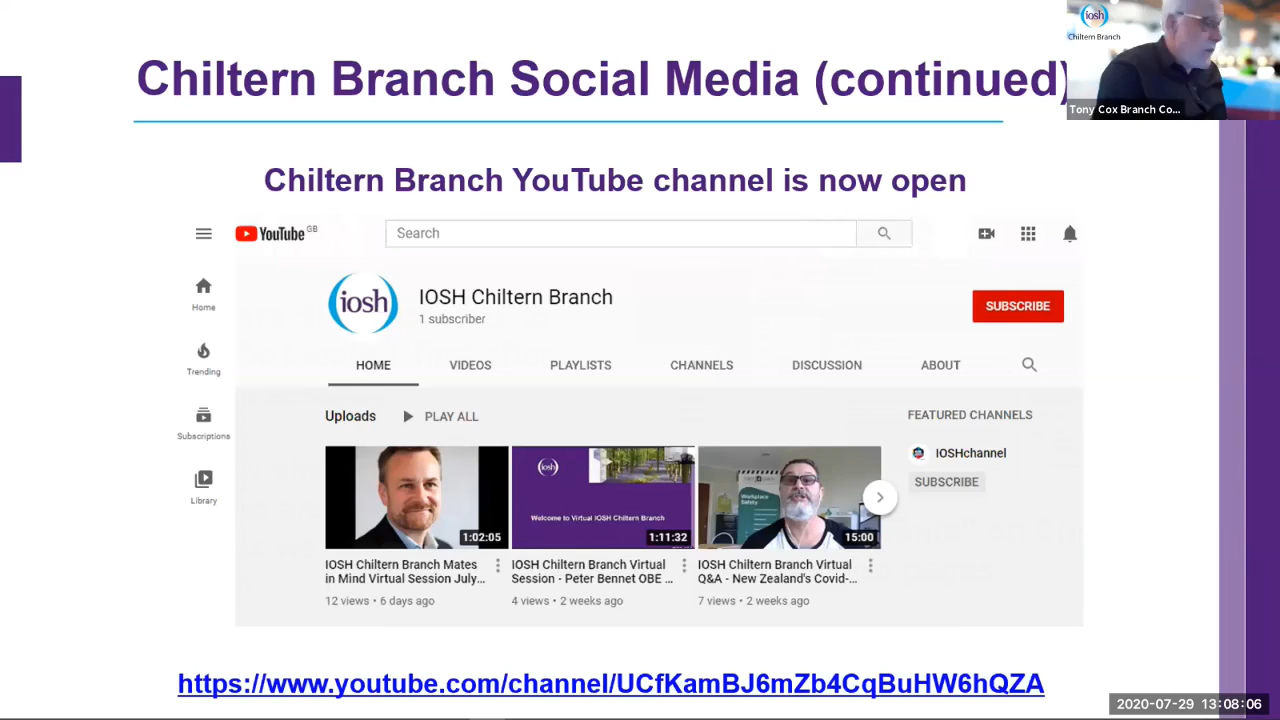 iosh
Chiltern Branch
Chiltern Branch Social Media (continued)
Tony Cox Branch Co...
Chiltern Branch YouTube channel is now open
YouTube GB
Search
Home
iosh
IOSH Chiltern Branch
1 subscriber
SUBSCRIBE
Trending
HOME VIDEOS PLAYLISTS CHANNELS DISCUSSION ABOUT
Subscriptions
Uploads PLAY ALL
FEATURED CHANNELS
IOSHchannel
SUBSCRIBE
Library
iosh
Workplace
Safety
Welcome to Virtual IOSH Chiltern Branch
1:02:05
1:11:32
15:00
IOSH Chiltern Branch Mates
in Mind Virtual Session July...
12 views • 6 days ago
IOSH Chiltern Branch Virtual
Session - Peter Bennet OBE ...
4 views • 2 weeks ago
IOSH Chiltern Branch Virtual
Q&A - New Zealand's Covid-...
7 views • 2 weeks ago
https://www.youtube.com/channel/UCfKamBJ6mZb4CqBuHW6hQZA
2020-07-29 13:08:06